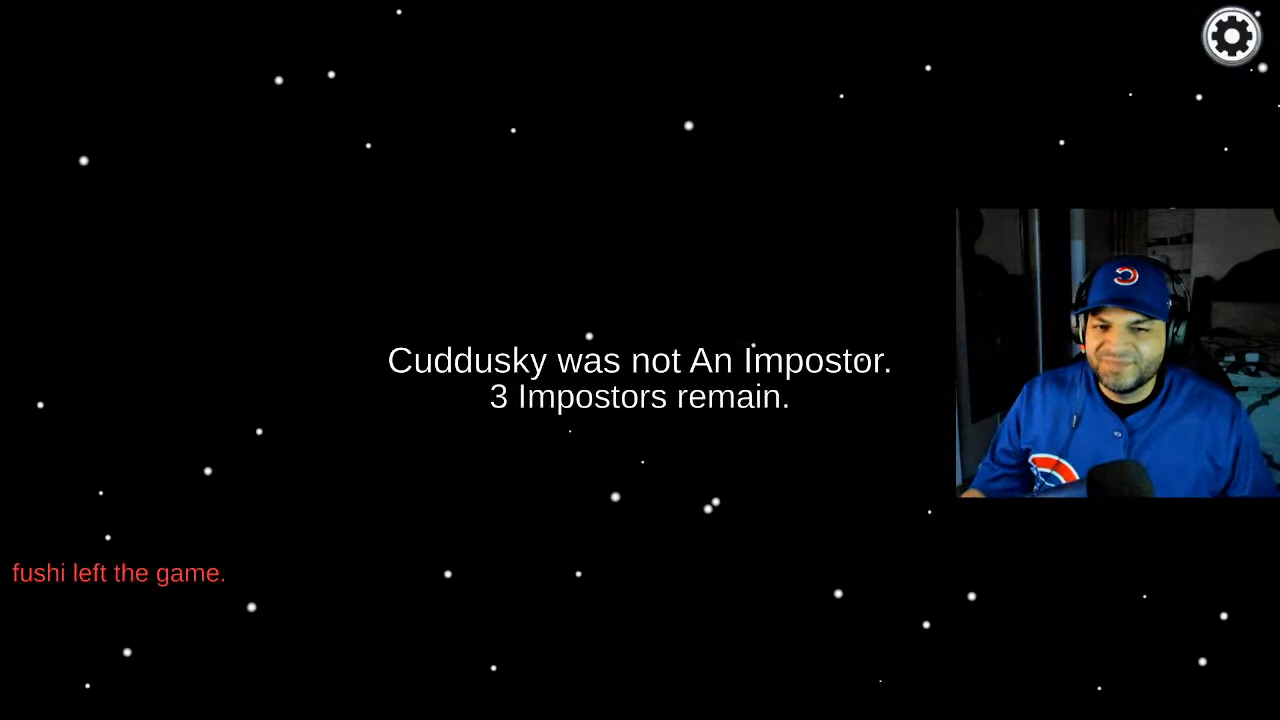 Cuddusky was not An Impostor.
3 Impostors remain.
fushi left the game.